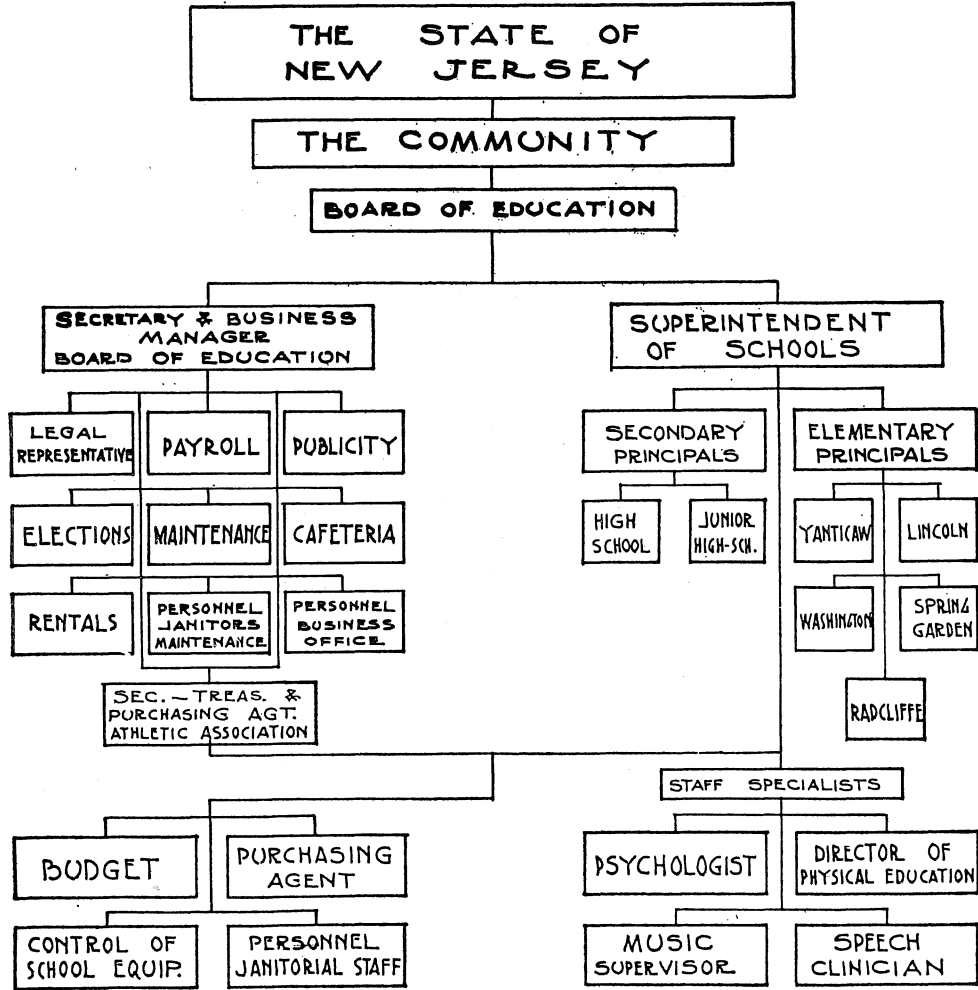 THE STATE OF
NEW JERSEY
THE COMMUNITY
BOARD OF EDUCATION
SECRETARY & BUSINESS
MANAGER
BOARD OF EDUCATION
SUPERINTENDENT
OF SCHOOLS
LEGAL
REPRESENTATIVE
PAYROLL
PUBLICITY
ELECTIONS
MAINTENANCE
CAFETERIA
RENTALS
PERSONNEL
JANITORS
MAINTENANCE
PERSONNEL
BUSINESS
OFFICE
SEC.-TREAS. &
PURCHASING AGT.
ATHLETIC ASSOCIATION
SECONDARY
PRINCIPALS
HIGH
SCHOOL
JUNIOR
HIGH-SCH.
ELEMENTARY
PRINCIPALS
YANTICAW
LINCOLN
WASHINGTON
SPRING
GARDEN
RADCLIFFE
BUDGET
PURCHASING
AGENT
CONTROL OF
SCHOOL EQUIP.
PERSONNEL
JANITORIAL STAFF
STAFF SPECIALISTS
PSYCHOLOGIST
DIRECTOR OF
PHYSICAL EDUCATION
MUSIC
SUPERVISOR
SPEECH
CLINICIAN